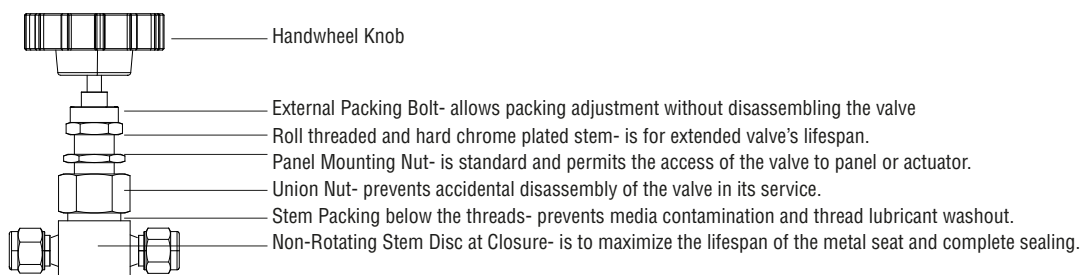 Handwheel Knob
External Packing Bolt- allows packing adjustment without disassembling the valve
Roll threaded and hard chrome plated stem- is for extended valve's lifespan.
Panel Mounting Nut- is standard and permits the access of the valve to panel or actuator.
Union Nut- prevents accidental disassembly of the valve in its service.
Stem Packing below the threads- prevents media contamination and thread lubricant washout.
Non-Rotating Stem Disc at Closure- is to maximize the lifespan of the metal seat and complete sealing.